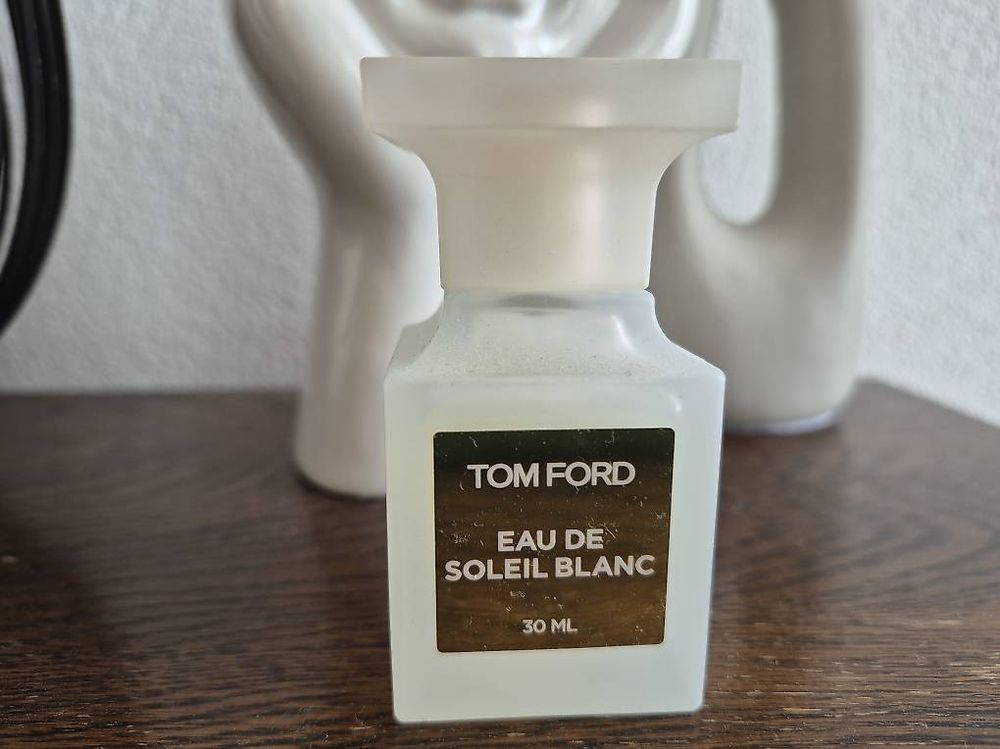 TOM FORD
EAU DE
SOLEIL BLANC
30 ML